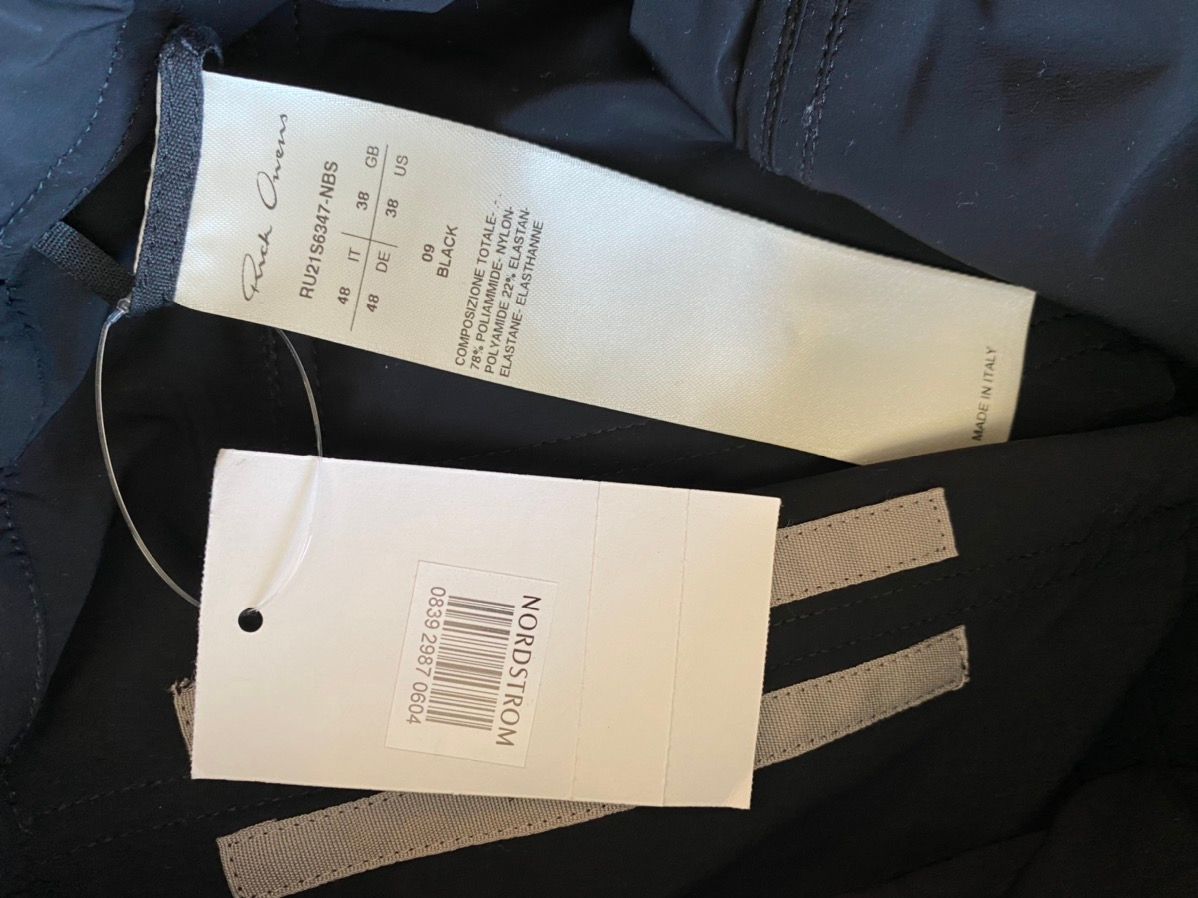 Rick Owens
RU21S6347-NBS
48 IT 38 GB
48 DE 38 US
09
BLACK
COMPOSIZIONE TOTALE-
78% POLIAMMIDE- NYLON-
POLYAMIDE 22% ELASTAN-
ELASTANE- ELASTHANNE
MADE IN ITALY
NORDSTROM
0839 2987 0604